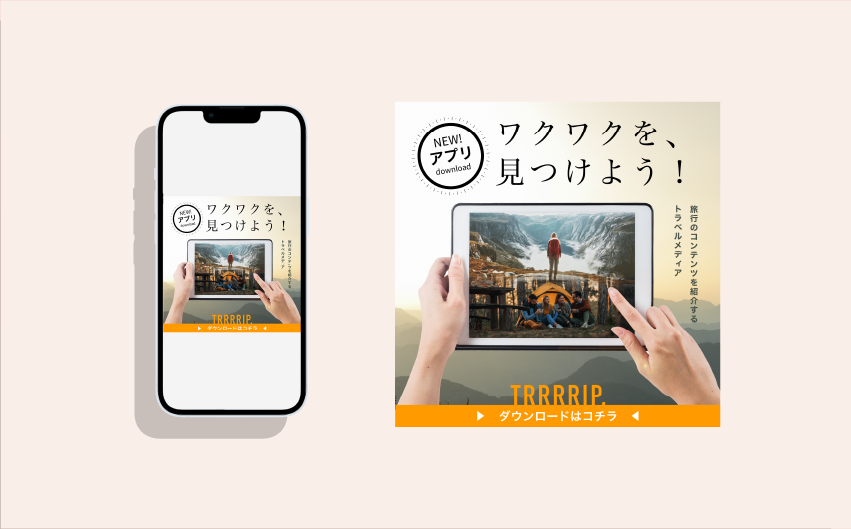 NEW!
アプリ
download
ワクワクを、
見つけよう！
旅行のコンテンツを紹介する
トラベルメディア
TRRRRIP.
▶ ダウンロードはコチラ ◀
NEW!
アプリ
download
ワクワクを、
見つけよう！
旅行のコンテンツを紹介する
トラベルメディア
TRRRRIP.
▶ ダウンロードはコチラ ◀